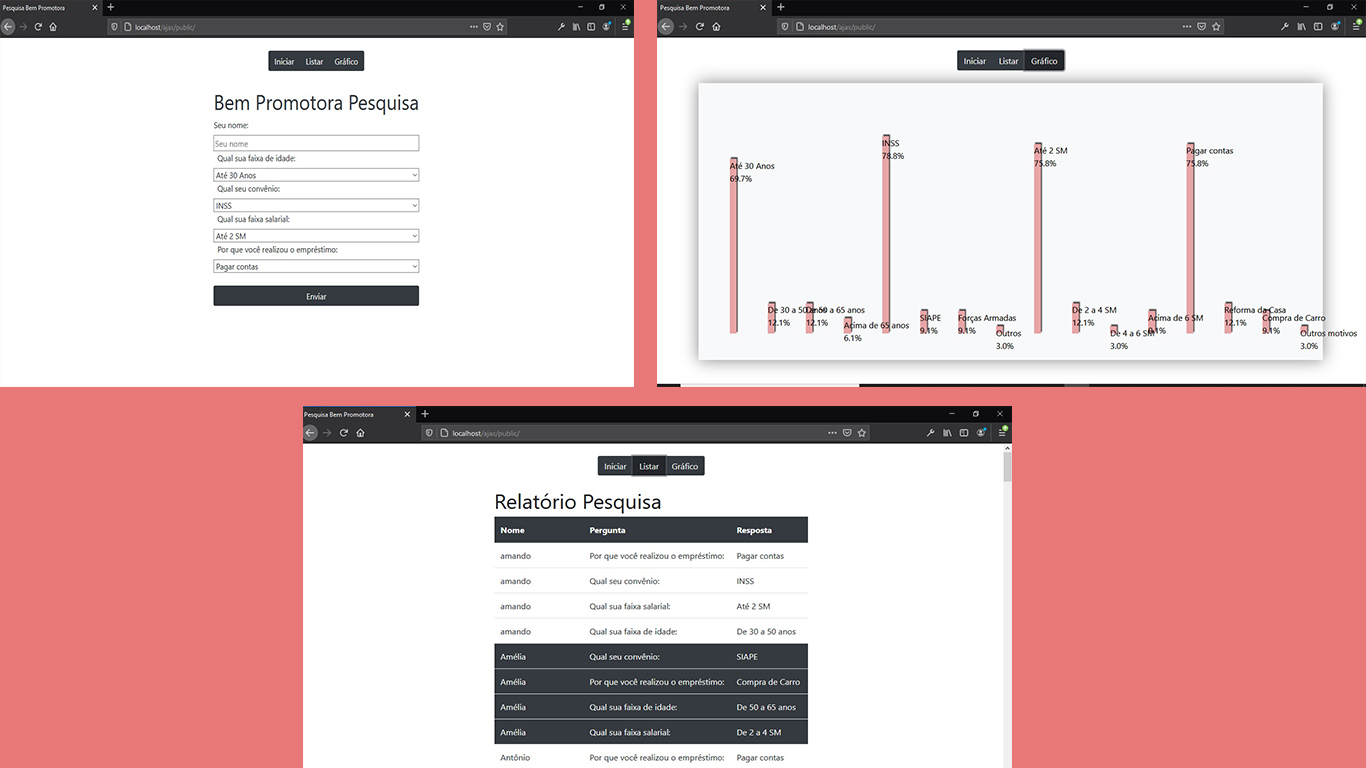 Pesquisa Bem Promotora
localhost/ajax/public/
Iniciar Listar Gráfico
Bem Promotora Pesquisa
Seu nome:
Seu nome
Qual sua faixa de idade:
Até 30 Anos
Qual seu convênio:
INSS
Qual sua faixa salarial:
Até 2 SM
Por que você realizou o empréstimo:
Pagar contas
Enviar
Pesquisa Bem Promotora
localhost/ajax/public/
Iniciar Listar Gráfico
Até 30 Anos
69.7%
De 30 a 50 anos
12.1%
De 50 a 65 anos
12.1%
Acima de 65 anos
6.1%
INSS
78.8%
SIAPE
9.1%
Forças Armadas
9.1%
Outros
3.0%
Até 2 SM
75.8%
De 2 a 4 SM
12.1%
De 4 a 6 SM
3.0%
Acima de 6 SM
9.1%
Pagar contas
75.8%
Reforma da Casa
12.1%
Compra de Carro
9.1%
Outros motivos
3.0%
Pesquisa Bem Promotora
localhost/ajax/public/
Iniciar Listar Gráfico
Relatório Pesquisa
Nome Pergunta Resposta
amando Por que você realizou o empréstimo: Pagar contas
amando Qual seu convênio: INSS
amando Qual sua faixa salarial: Até 2 SM
amando Qual sua faixa de idade: De 30 a 50 anos
Amélia Qual seu convênio: SIAPE
Amélia Por que você realizou o empréstimo: Compra de Carro
Amélia Qual sua faixa de idade: De 50 a 65 anos
Amélia Qual sua faixa salarial: De 2 a 4 SM
Antônio Por que você realizou o empréstimo: Pagar contas